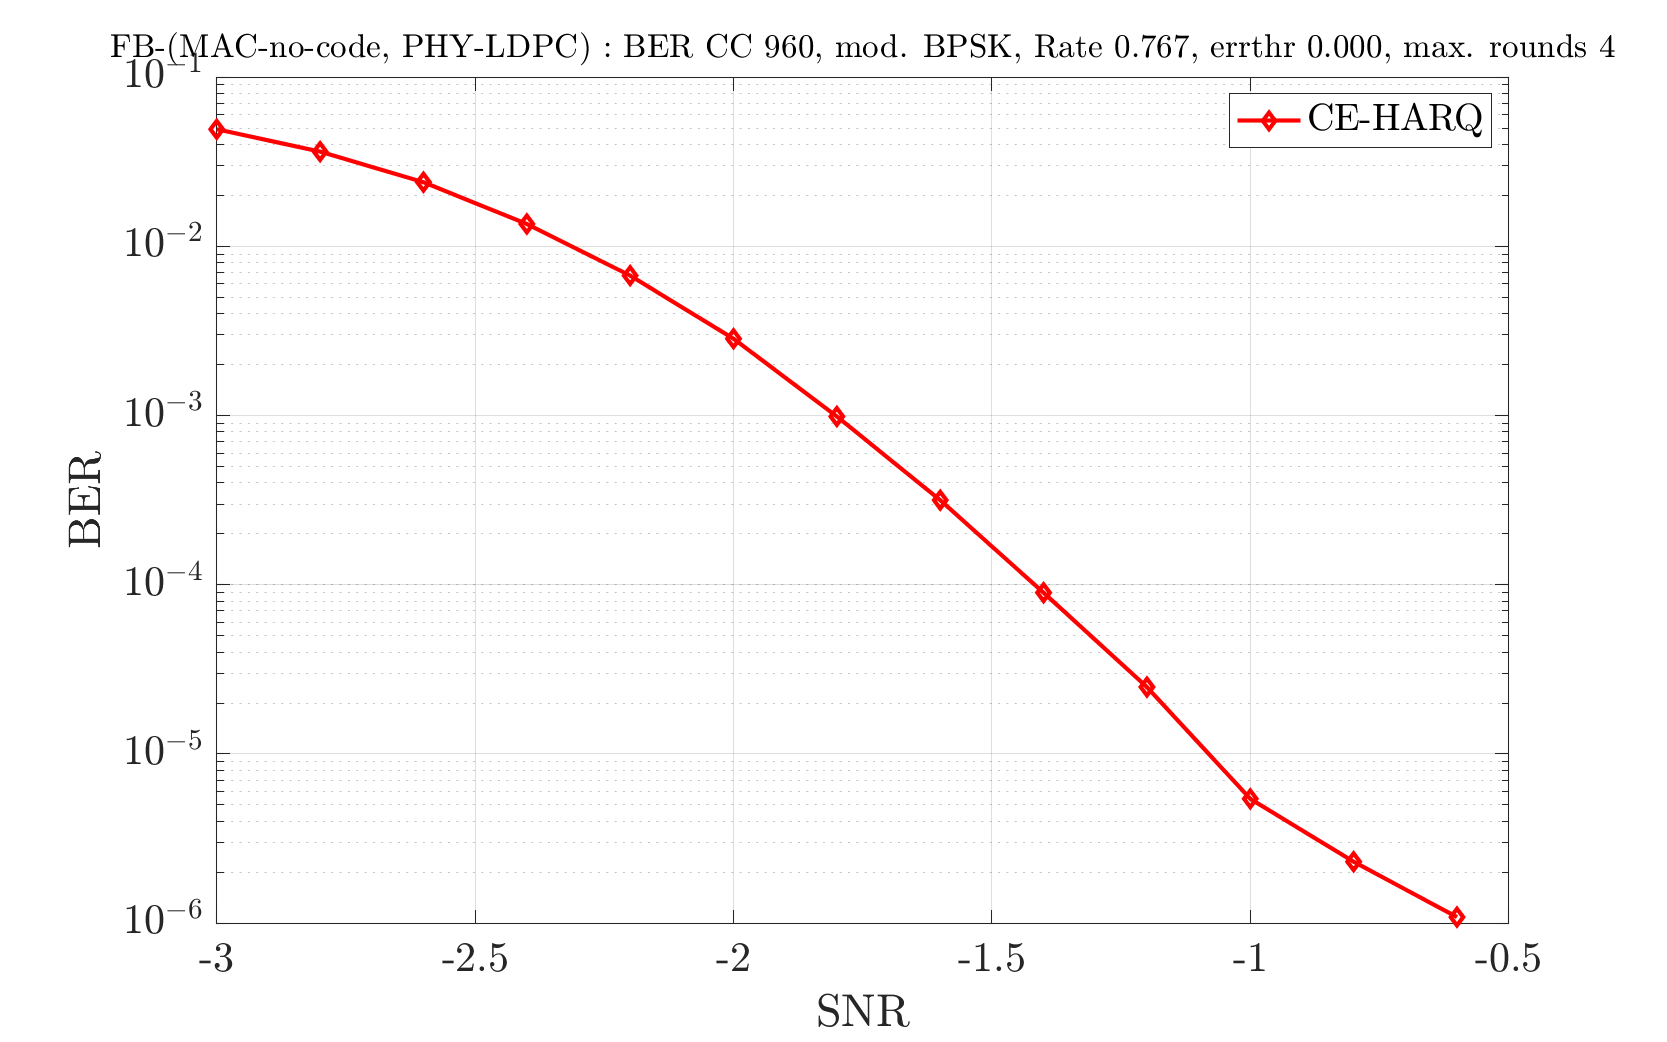 FB-(MAC-no-code, PHY-LDPC) : BER CC 960, mod. BPSK, Rate 0.767, errthr 0.000, max. rounds 4
10^{-1}
CE-HARQ
10^{-2}
10^{-3}
BER
10^{-4}
10^{-5}
10^{-6}
-3 -2.5 -2 -1.5 -1 -0.5
SNR